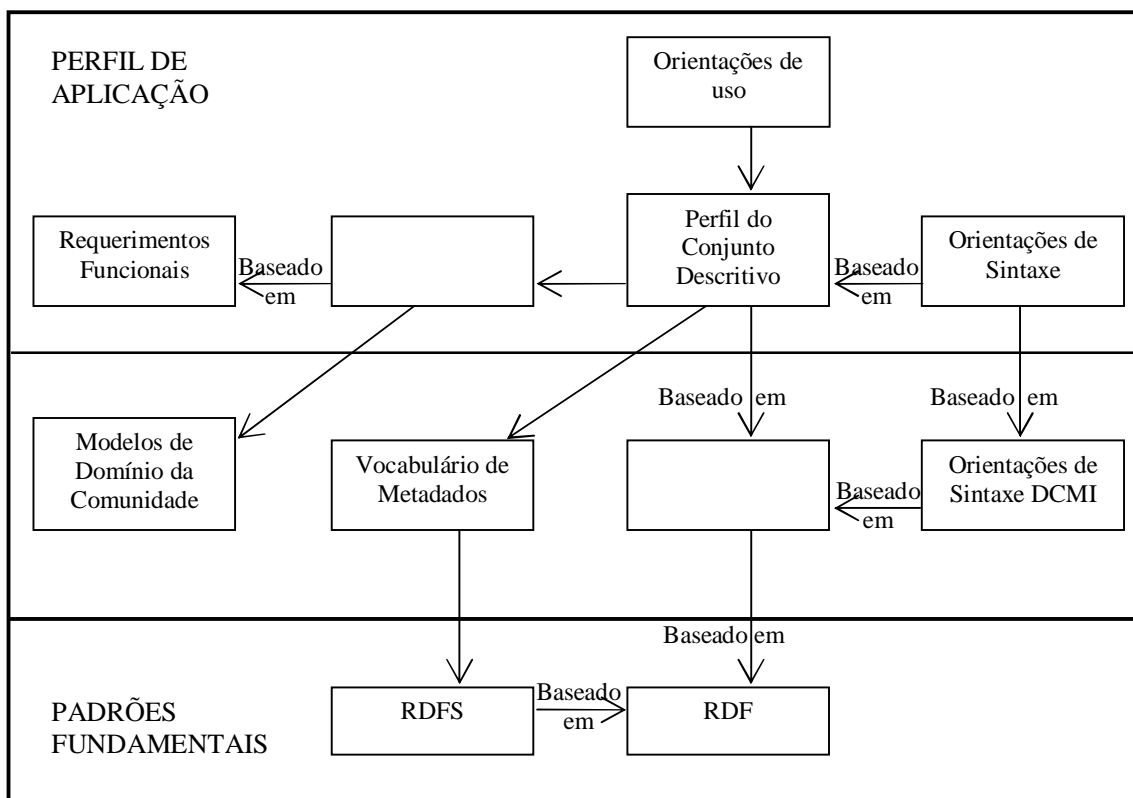 PERFIL DE
APLICAÇÃO
Orientações de
uso
Requerimentos
Funcionais
Baseado
em
Perfil do
Conjunto
Descritivo
Baseado
em
Orientações de
Sintaxe
Baseado em
Baseado em
Modelos de
Domínio da
Comunidade
Vocabulário de
Metadados
Baseado
em
Orientações de
Sintaxe DCMI
Baseado em
PADRÕES
FUNDAMENTAIS
RDFS
Baseado
em
RDF